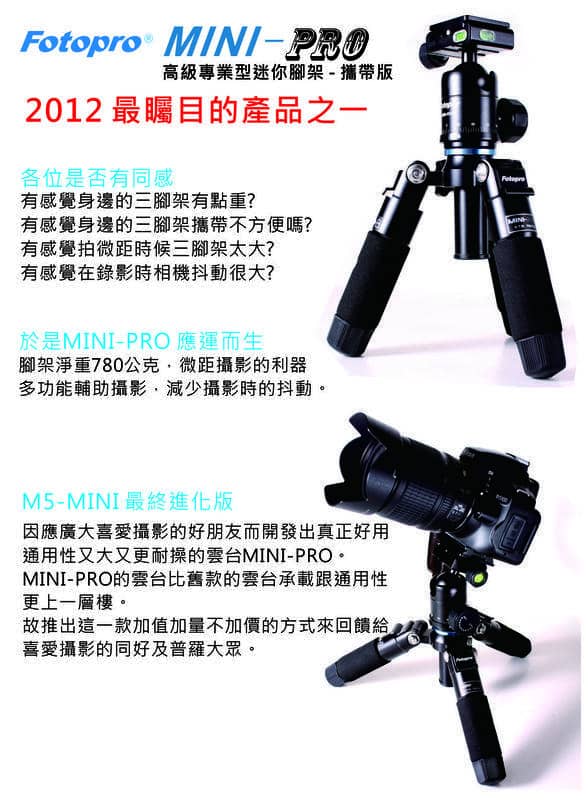 Fotopro® MINI-PRO
高級專業型迷你腳架-攜帶版
2012 最矚目的產品之一
各位是否有同感
有感覺身邊的三腳架有點重?
有感覺身邊的三腳架攜帶不方便嗎?
有感覺拍微距時候三腳架太大?
有感覺在錄影時相機抖動很大?
於是MINI-PRO 應運而生
腳架淨重780公克，微距攝影的利器
多功能輔助攝影，減少攝影時的抖動。
M5-MINI 最終進化版
因應廣大喜愛攝影的好朋友而開發出真正好用
通用性又大又更耐操的雲台MINI-PRO。
MINI-PRO的雲台比舊款的雲台承載跟通用性
更上一層樓。
故推出這一款加值加量不加價的方式來回饋給
喜愛攝影的同好及普羅大眾。
Fotopro
Fotopro
MINI-